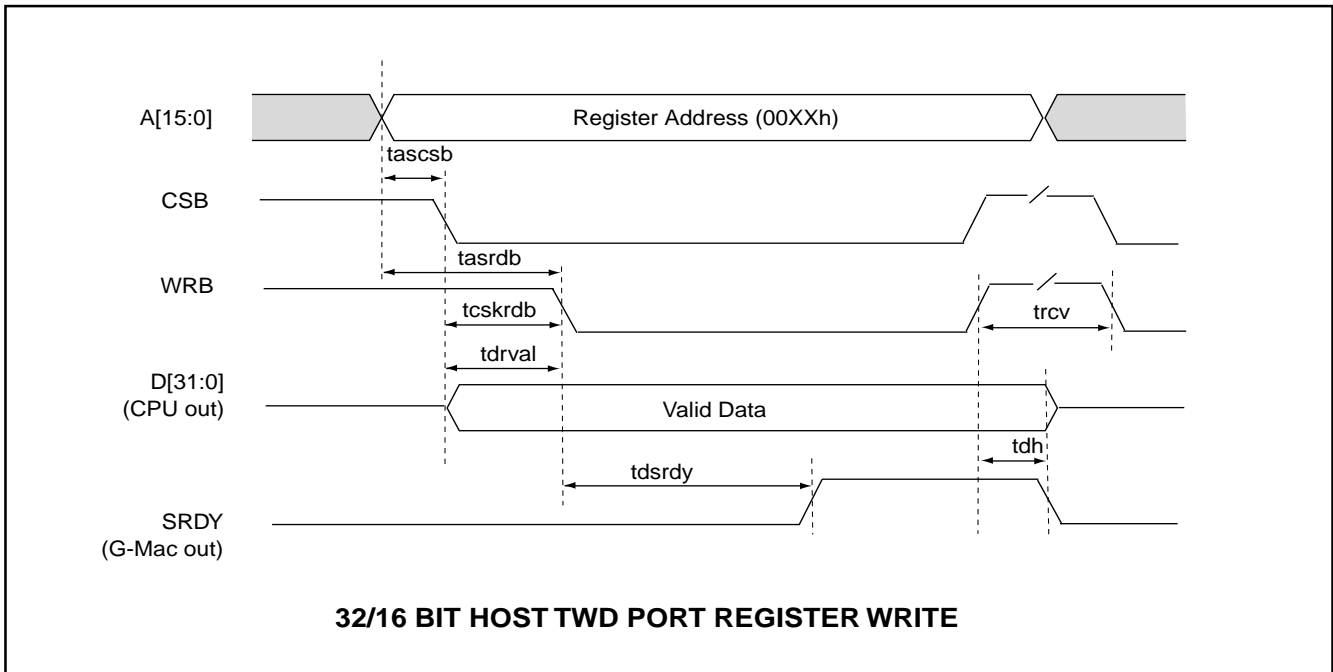 A[15:0]
Register Address (00XXh)
tascsb
CSB
tasrdb
WRB
tcskrdb
trcv
tdrval
D[31:0]
(CPU out)
Valid Data
tdh
tdsrdy
SRDY
(G-Mac out)
32/16 BIT HOST TWD PORT REGISTER WRITE